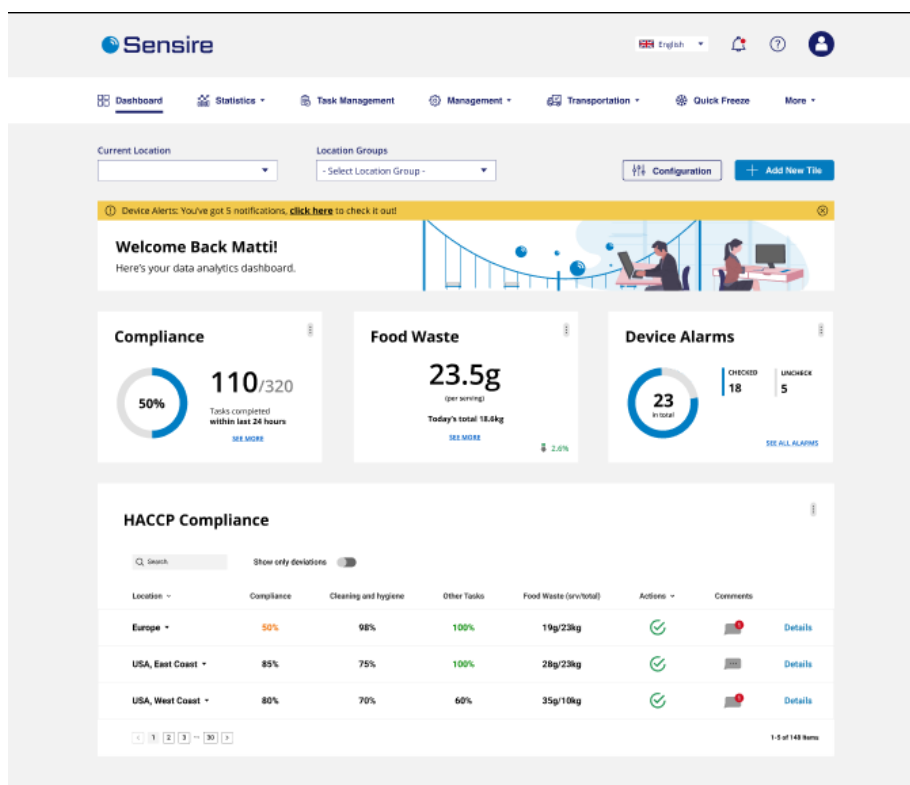 Sensire
English
Dashboard
Statistics
Task Management
Management
Transportation
Quick Freeze
More
Current Location
Location Groups
- Select Location Group -
Configuration
Add New Tile
Device Alerts: You've got 5 notifications, click here to check it out!
Welcome Back Matti!
Here's your data analytics dashboard.
Compliance
50%
110/320
Tasks completed
within last 24 hours
SEE MORE
Food Waste
23.5g
(per serving)
Today's total 18.6kg
SEE MORE
2.6%
Device Alarms
23
in total
CHECKED
18
UNCHECK
5
SEE ALL ALARMS
HACCP Compliance
Search
Show only deviations
Location Compliance Cleaning and hygiene Other Tasks Food Waste (srv/total) Actions Comments
Europe 50% 98% 100% 19g/23kg Details
USA, East Coast 85% 75% 100% 28g/23kg Details
USA, West Coast 80% 70% 60% 35g/10kg Details
< 1 2 3 ... 30 >
1-5 of 148 Items